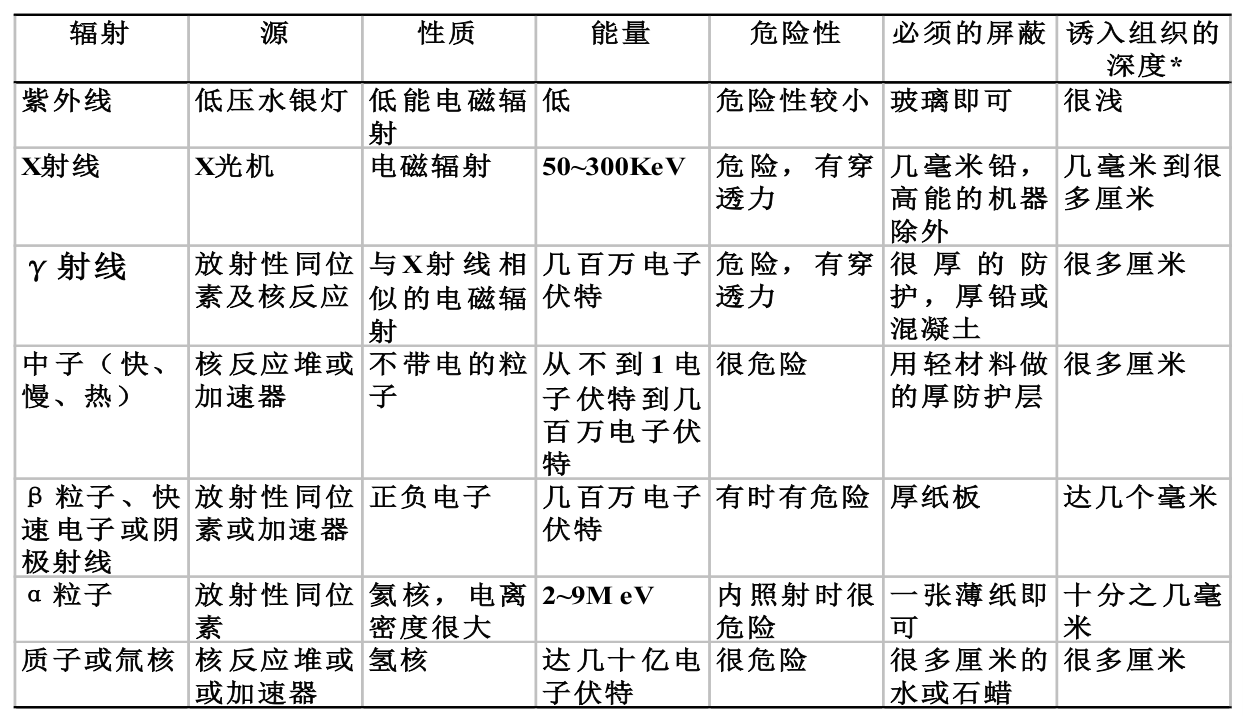 辐射
源
性质
能量
危险性
必须的屏蔽
诱入组织的
深度*
紫外线
低压水银灯
低能电磁辐
射
低
危险性较小
玻璃即可
很浅
X射线
X光机
电磁辐射
50~300KeV
危险，有穿
透力
几毫米铅，
高能的机器
除外
几毫米到很
多厘米
γ射线
放射性同位
素及核反应
与X射线相
似的电磁辐
射
几百万电子
伏特
危险，有穿
透力
很厚的防
护，厚铅或
混凝土
很多厘米
中子（快、
慢、热）
核反应堆或
加速器
不带电的粒
子
从不到1电
子伏特到几
百万电子伏
特
很危险
用轻材料做
的厚防护层
很多厘米
β粒子、快
速电子或阴
极射线
放射性同位
素或加速器
正负电子
几百万电子
伏特
有时有危险
厚纸板
达几个毫米
α粒子
放射性同位
素
氦核，电离
密度很大
2~9M eV
内照射时很
危险
一张薄纸即
可
十分之几毫
米
质子或氚核
核反应堆或
或加速器
氢核
达几十亿电
子伏特
很危险
很多厘米的
水或石蜡
很多厘米